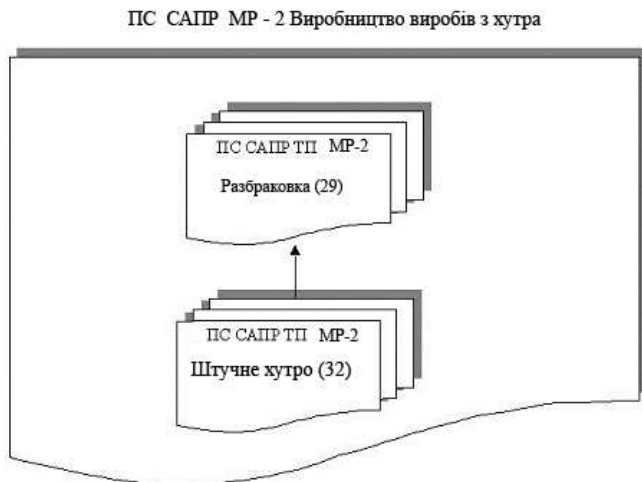 ПС САПР МР - 2 Виробництво виробів з хутра
ПС САПР ТП МР-2
Разбраковка (29)
ПС САПР ТП МР-2
Штучне хутро (32)